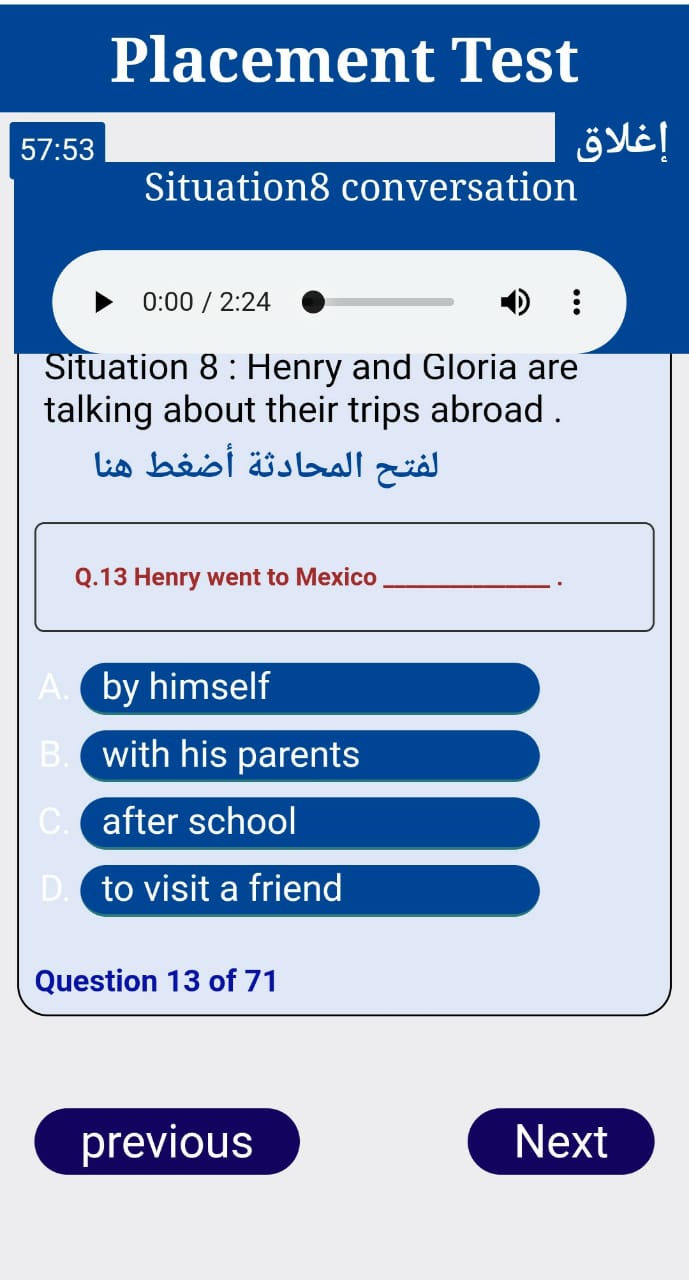 Placement Test
57:53
إغلاق
Situation8 conversation
0:00 / 2:24
Situation 8 : Henry and Gloria are
talking about their trips abroad .
لفتح المحادثة أضغط هنا
Q.13 Henry went to Mexico _______________ .
A. by himself
B. with his parents
C. after school
D. to visit a friend
Question 13 of 71
previous
Next